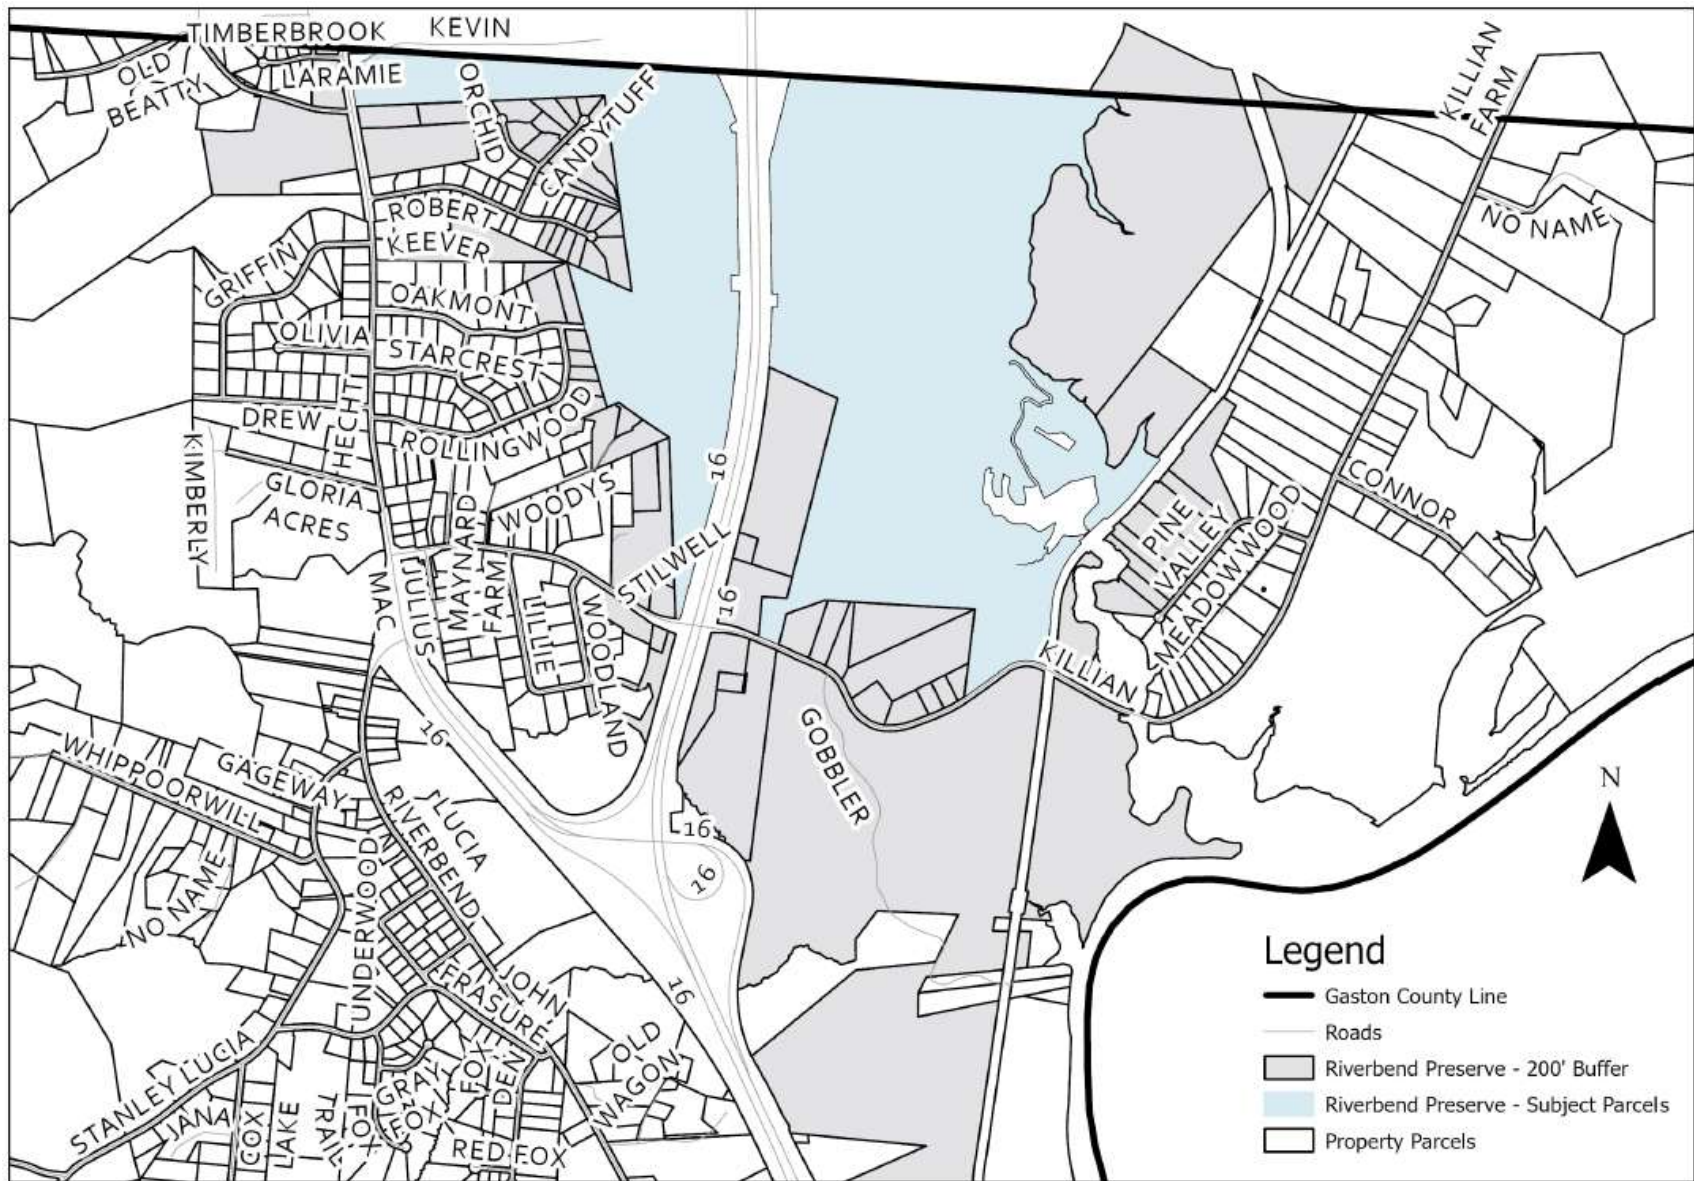 TIMBERBROOK
KEVIN
OLD
BEATTY
LARAMIE
ORCHID
CANDYTUFF
KILLIAN
FARM
NO NAME
ROBERT
KEEVER
GRIFFIN
OAKMONT
OLIVIA
STARCREST
HECHT
DREW
ROLLINGWOOD
KIMBERLY
GLORIA
ACRES
MAYNARD
FARM
WOODYS
STILWELL
16
16
CONNOR
PINE
VALLEY
MEADOWWOOD
MAC
JULIUS
LILLIE
WOODLAND
KILLIAN
GOBBLER
16
WHIPPOORWILL
GAGEWAY
RIVERBEND
LUCIA
16
16
NO NAME
UNDERWOOD
JOHN
FRASURE
16
OLD
WAGON
STANLEY LUCIA
JANA
COX
LAKE
TRAIL
FOX
GRAY
FOX
FOX
DEN
RED FOX
N
Legend
Gaston County Line
Roads
Riverbend Preserve - 200' Buffer
Riverbend Preserve - Subject Parcels
Property Parcels